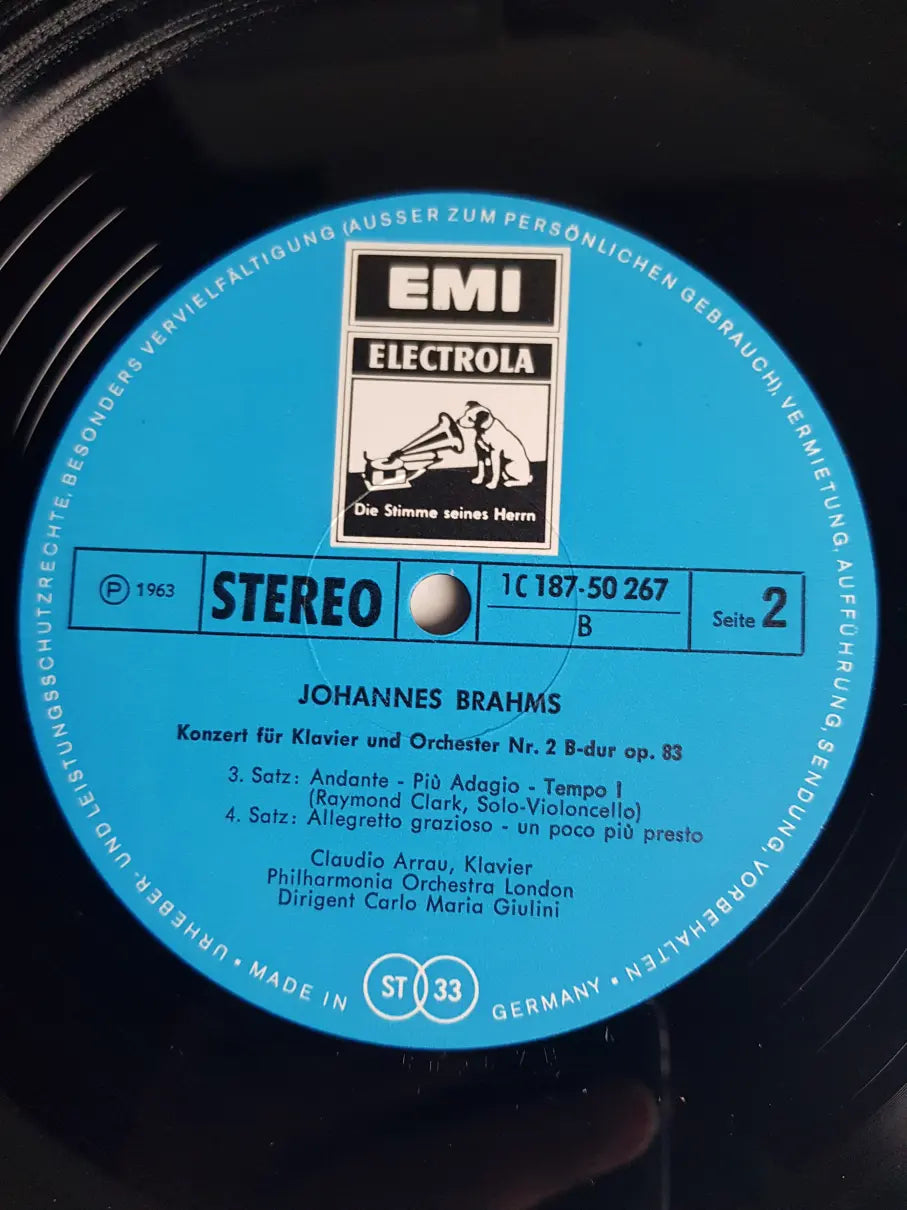 URHEBER- UND LEISTUNGSSCHUTZRECHTE, BESONDERS VERVIELFÄLTIGUNG (AUSSER ZUM PERSÖNLICHEN GEBRAUCH), VERMIETUNG, AUFFÜHRUNG, SENDUNG, VORBEHALTEN •
EMI
ELECTROLA
Die Stimme seines Herrn
Ⓟ 1963
STEREO
1C 187-50 267
B
Seite 2
JOHANNES BRAHMS
Konzert für Klavier und Orchester Nr. 2 B-dur op. 83
3. Satz: Andante - Più Adagio - Tempo I
(Raymond Clark, Solo-Violoncello)
4. Satz: Allegretto grazioso - un poco più presto
Claudio Arrau, Klavier
Philharmonia Orchestra London
Dirigent Carlo Maria Giulini
• MADE IN GERMANY
ST 33